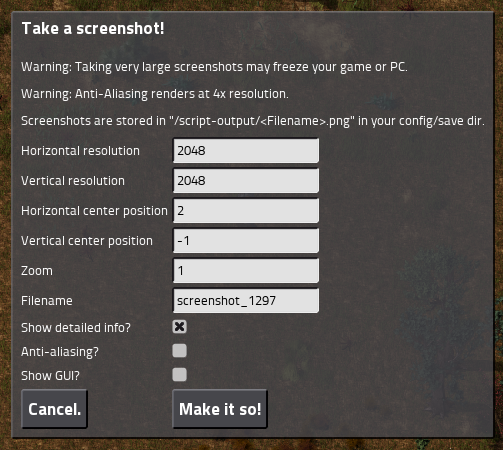 Take a screenshot!
Warning: Taking very large screenshots may freeze your game or PC.
Warning: Anti-Aliasing renders at 4x resolution.
Screenshots are stored in "/script-output/<Filename>.png" in your config/save dir.
Horizontal resolution 2048
Vertical resolution 2048
Horizontal center position 2
Vertical center position -1
Zoom 1
Filename screenshot_1297
Show detailed info?
Anti-aliasing?
Show GUI?
Cancel. Make it so!